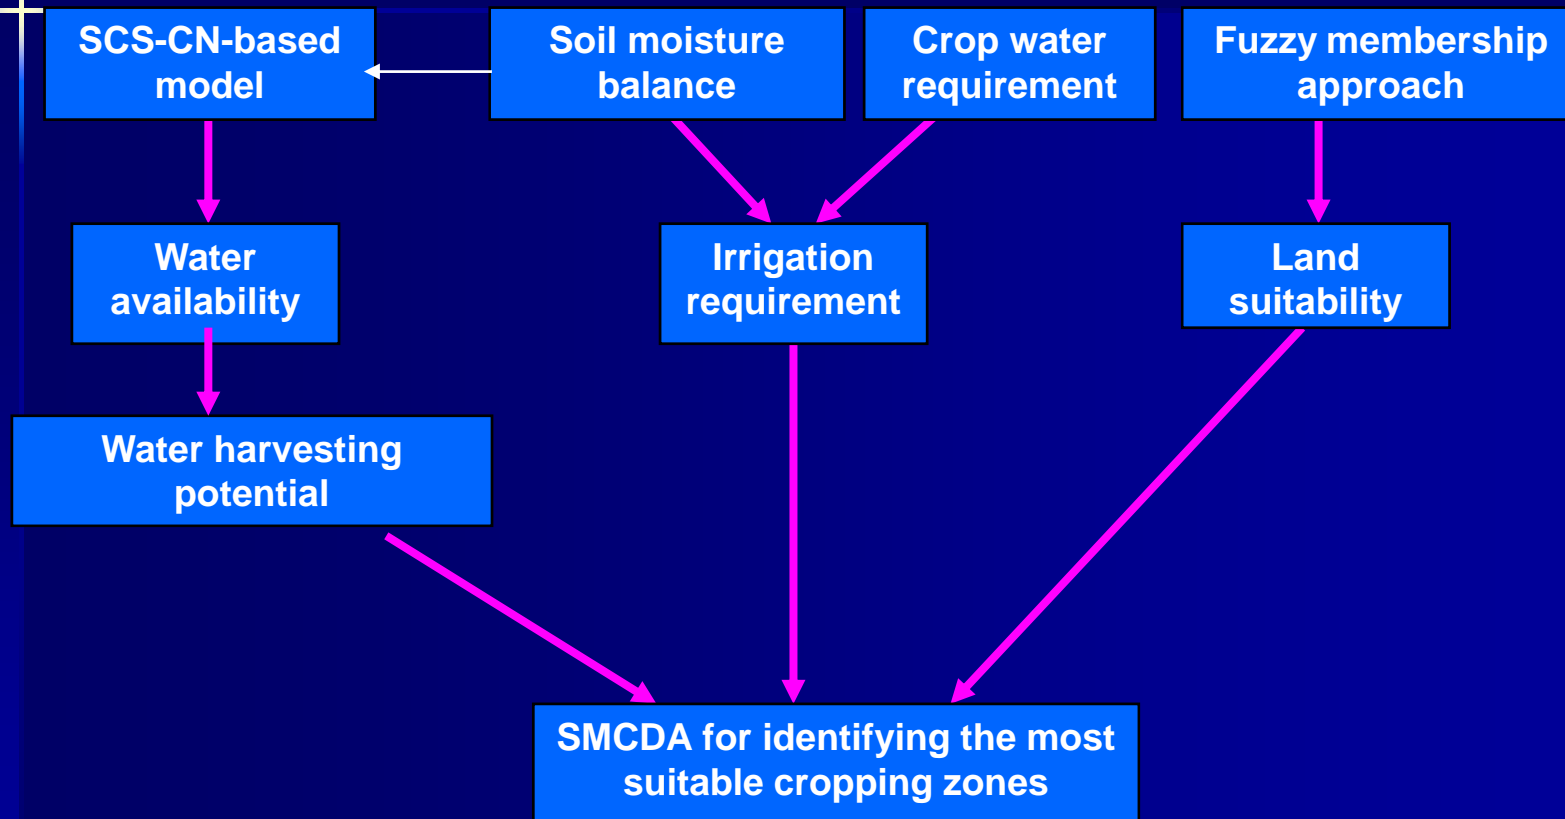 SCS-CN-based
model
Soil moisture
balance
Crop water
requirement
Fuzzy membership
approach
Water
availability
Irrigation
requirement
Land
suitability
Water harvesting
potential
SMCDA for identifying the most
suitable cropping zones